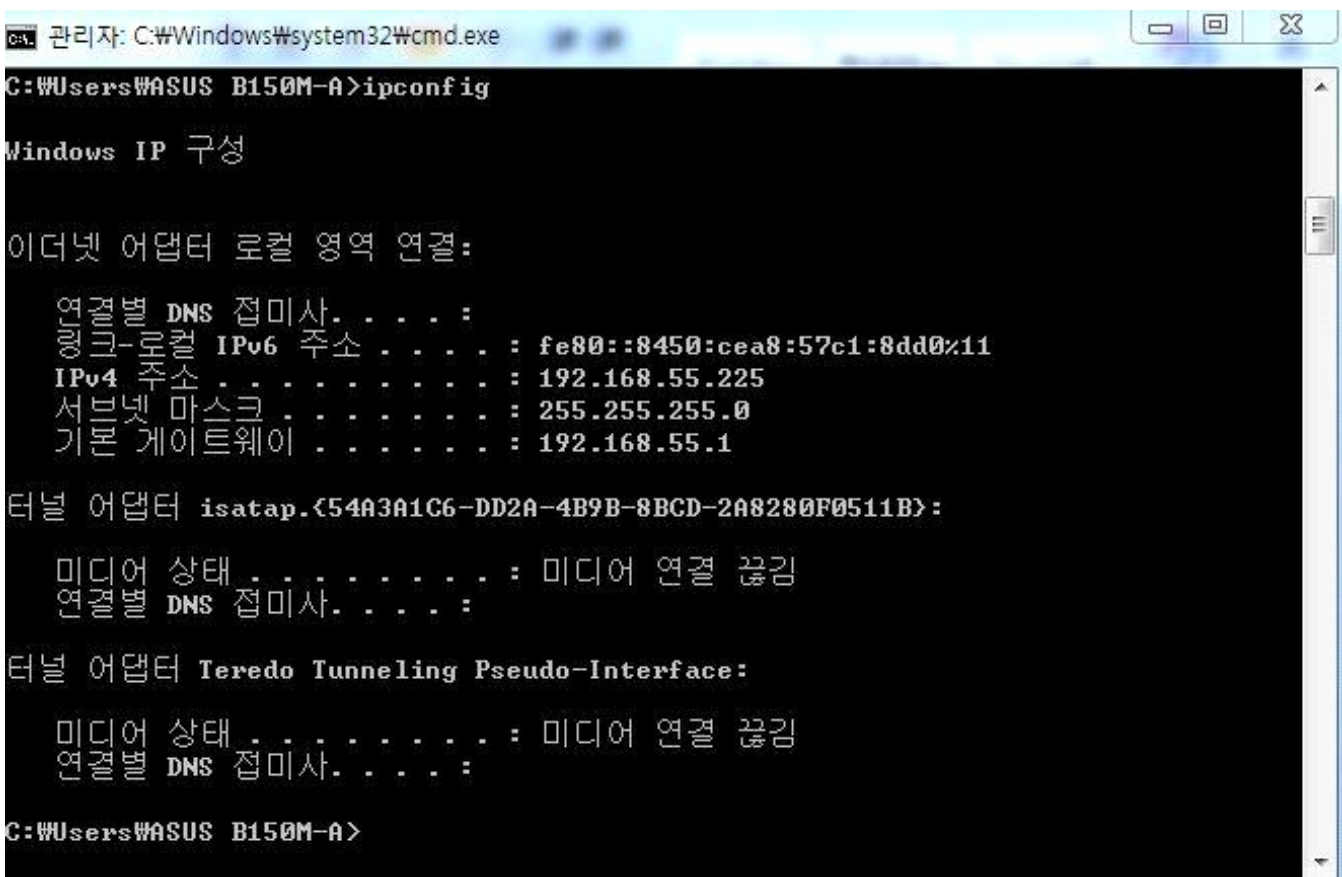 관리자: C:₩Windows₩system32₩cmd.exe
C:₩Users₩ASUS B150M-A>ipconfig
Windows IP 구성
이더넷 어댑터 로컬 영역 연결:
연결별 DNS 접미사. . . . :
링크-로컬 IPv6 주소 . . . . : fe80::8450:cea8:57c1:8dd0%11
IPv4 주소 . . . . . . . . . : 192.168.55.225
서브넷 마스크 . . . . . . . : 255.255.255.0
기본 게이트웨이 . . . . . . : 192.168.55.1
터널 어댑터 isatap.{54A3A1C6-DD2A-4B9B-8BCD-2A8280F0511B}:
미디어 상태 . . . . . . . . : 미디어 연결 끊김
연결별 DNS 접미사. . . . :
터널 어댑터 Teredo Tunneling Pseudo-Interface:
미디어 상태 . . . . . . . . : 미디어 연결 끊김
연결별 DNS 접미사. . . . :
C:₩Users₩ASUS B150M-A>